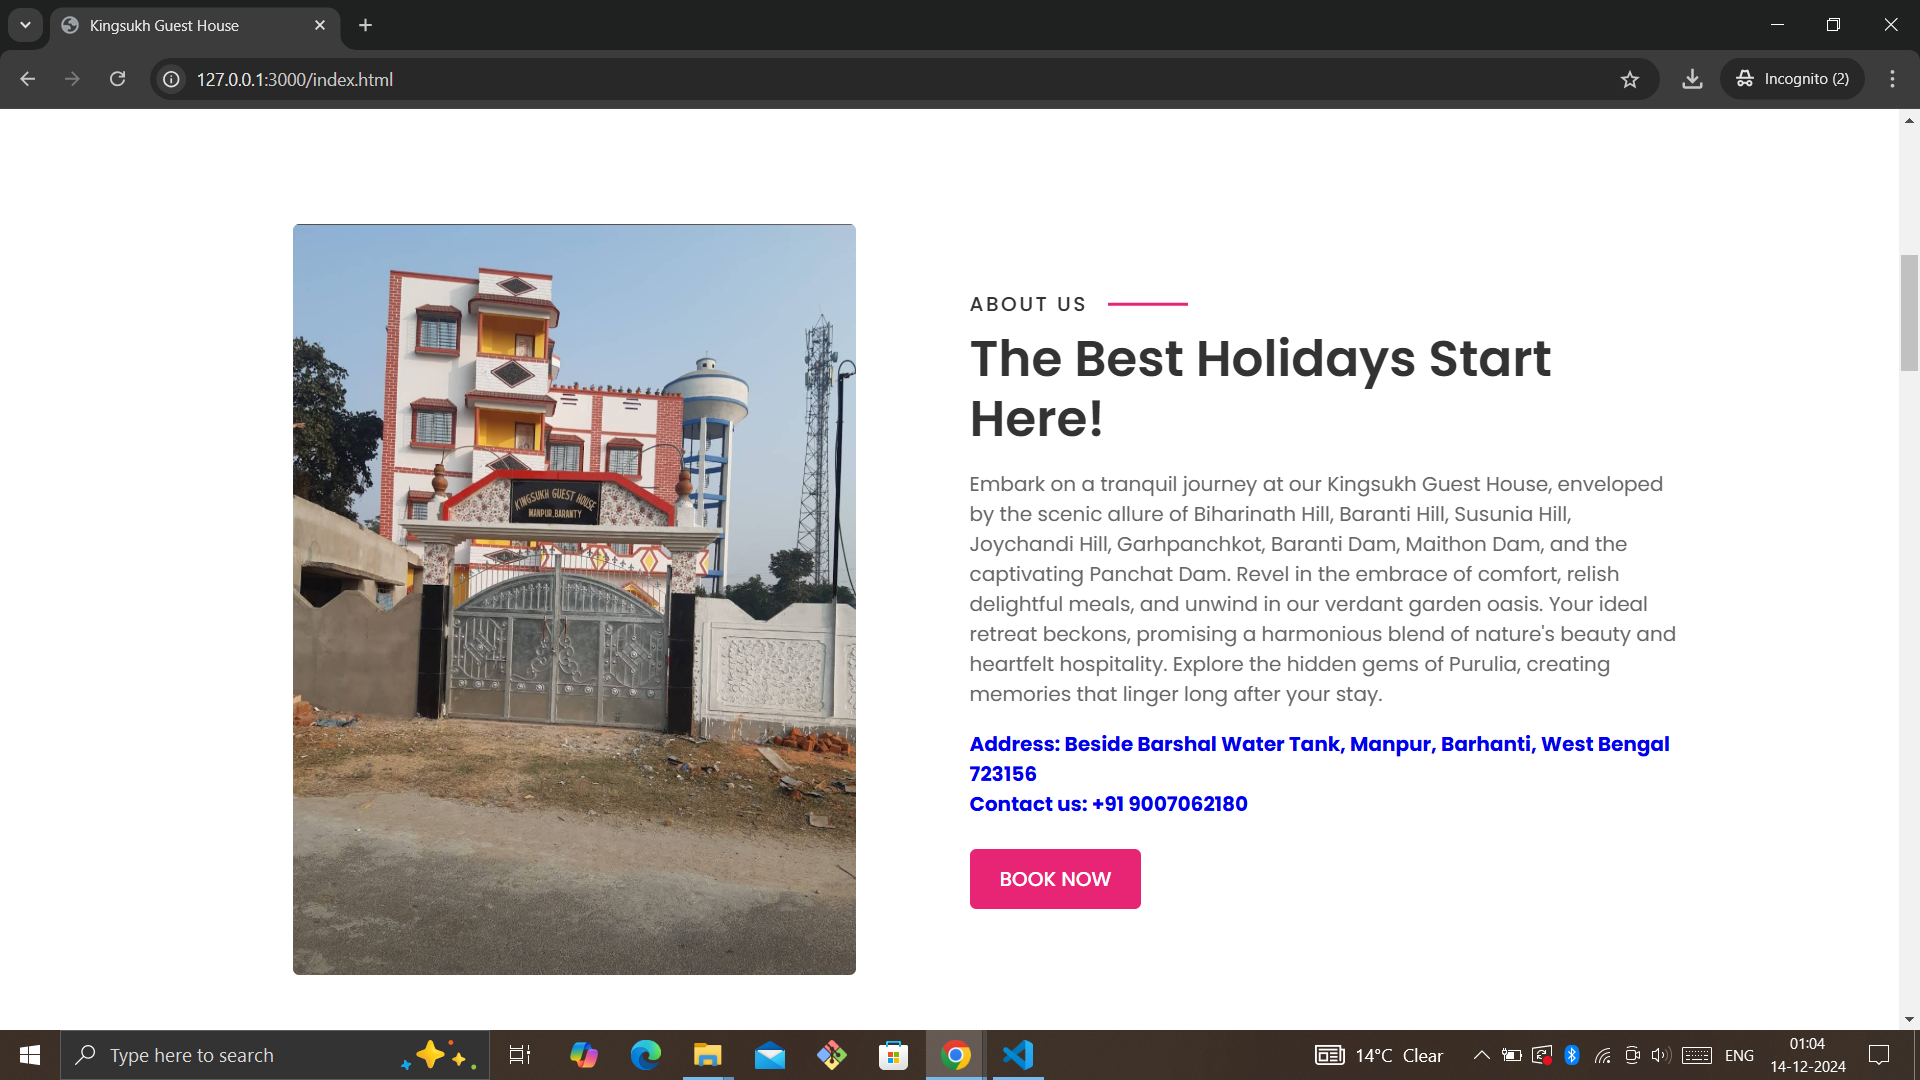 Kingsukh Guest House
127.0.0.1:3000/index.html
Incognito (2)
KINGSUKH GUEST HOUSE
MANPUR,BARANTY
ABOUT US
The Best Holidays Start
Here!
Embark on a tranquil journey at our Kingsukh Guest House, enveloped
by the scenic allure of Biharinath Hill, Baranti Hill, Susunia Hill,
Joychandi Hill, Garhpanchkot, Baranti Dam, Maithon Dam, and the
captivating Panchat Dam. Revel in the embrace of comfort, relish
delightful meals, and unwind in our verdant garden oasis. Your ideal
retreat beckons, promising a harmonious blend of nature's beauty and
heartfelt hospitality. Explore the hidden gems of Purulia, creating
memories that linger long after your stay.
Address: Beside Barshal Water Tank, Manpur, Barhanti, West Bengal
723156
Contact us: +91 9007062180
BOOK NOW
Type here to search
14°C Clear
ENG
01:04
14-12-2024